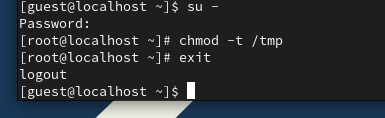 [guest@localhost ~]$ su -
Password:
[root@localhost ~]# chmod -t /tmp
[root@localhost ~]# exit
logout
[guest@localhost ~]$